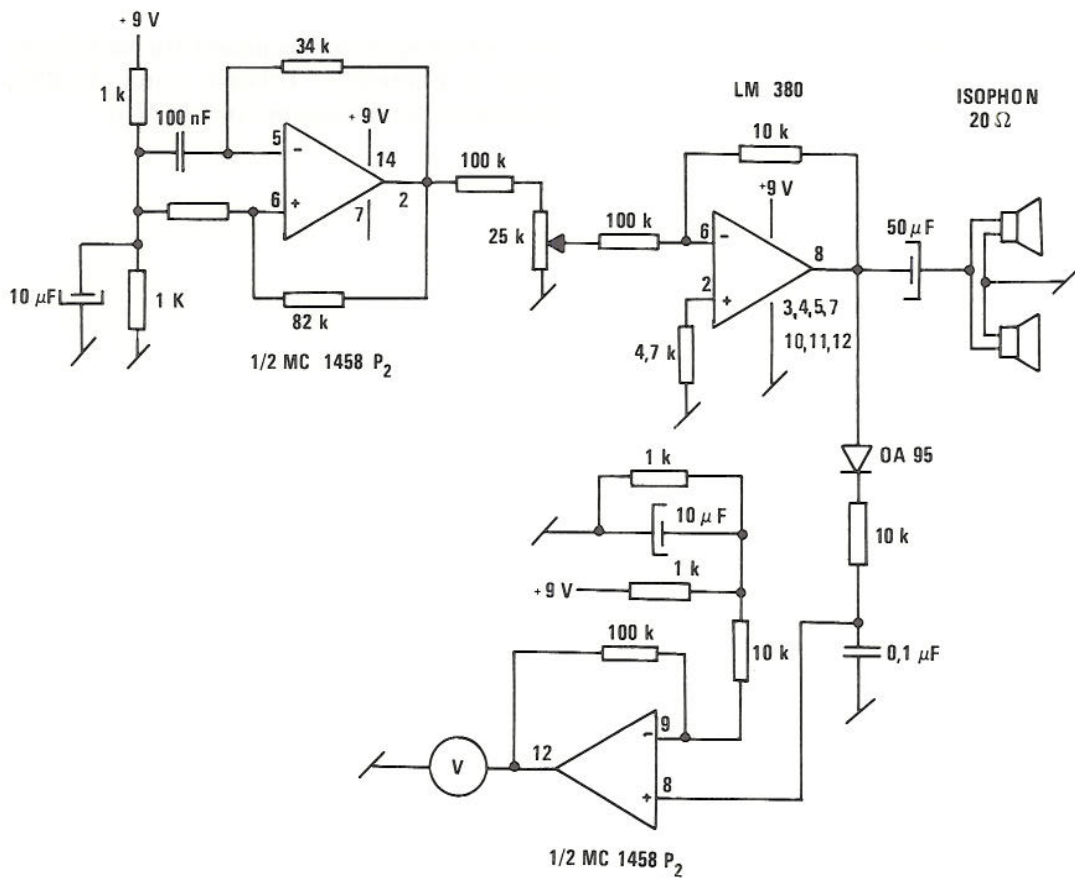 + 9 V
34 k
1 k
100 nF
+ 9 V
5
-
14
6
+
7
2
10 µF
1 K
82 k
1/2 MC 1458 P2
100 k
25 k
100 k
LM 380
10 k
+9 V
6
-
8
2
+
3,4,5,7
10,11,12
4,7 k
50 µF
ISOPHON
20 Ω
OA 95
10 k
0,1 µF
1 k
10 µ F
1 k
+9 V
10 k
100 k
9
-
12
8
+
V
1/2 MC 1458 P2